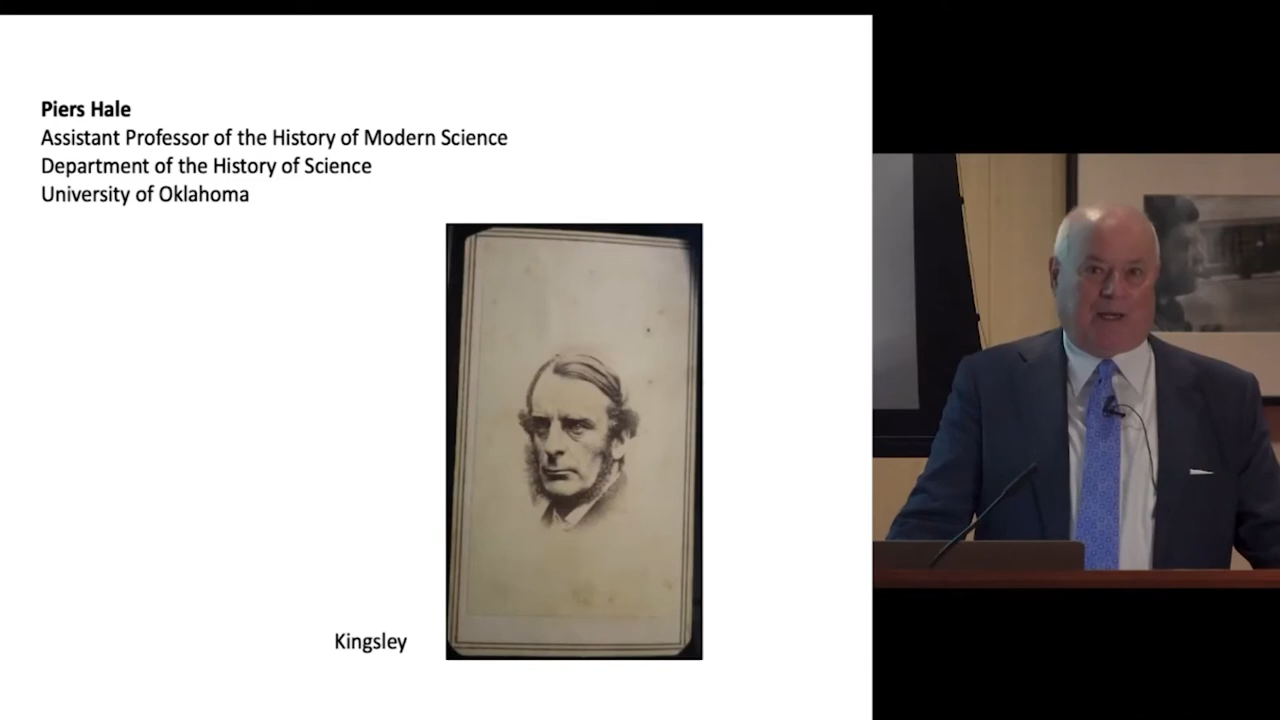 Piers Hale
Assistant Professor of the History of Modern Science
Department of the History of Science
University of Oklahoma
Kingsley